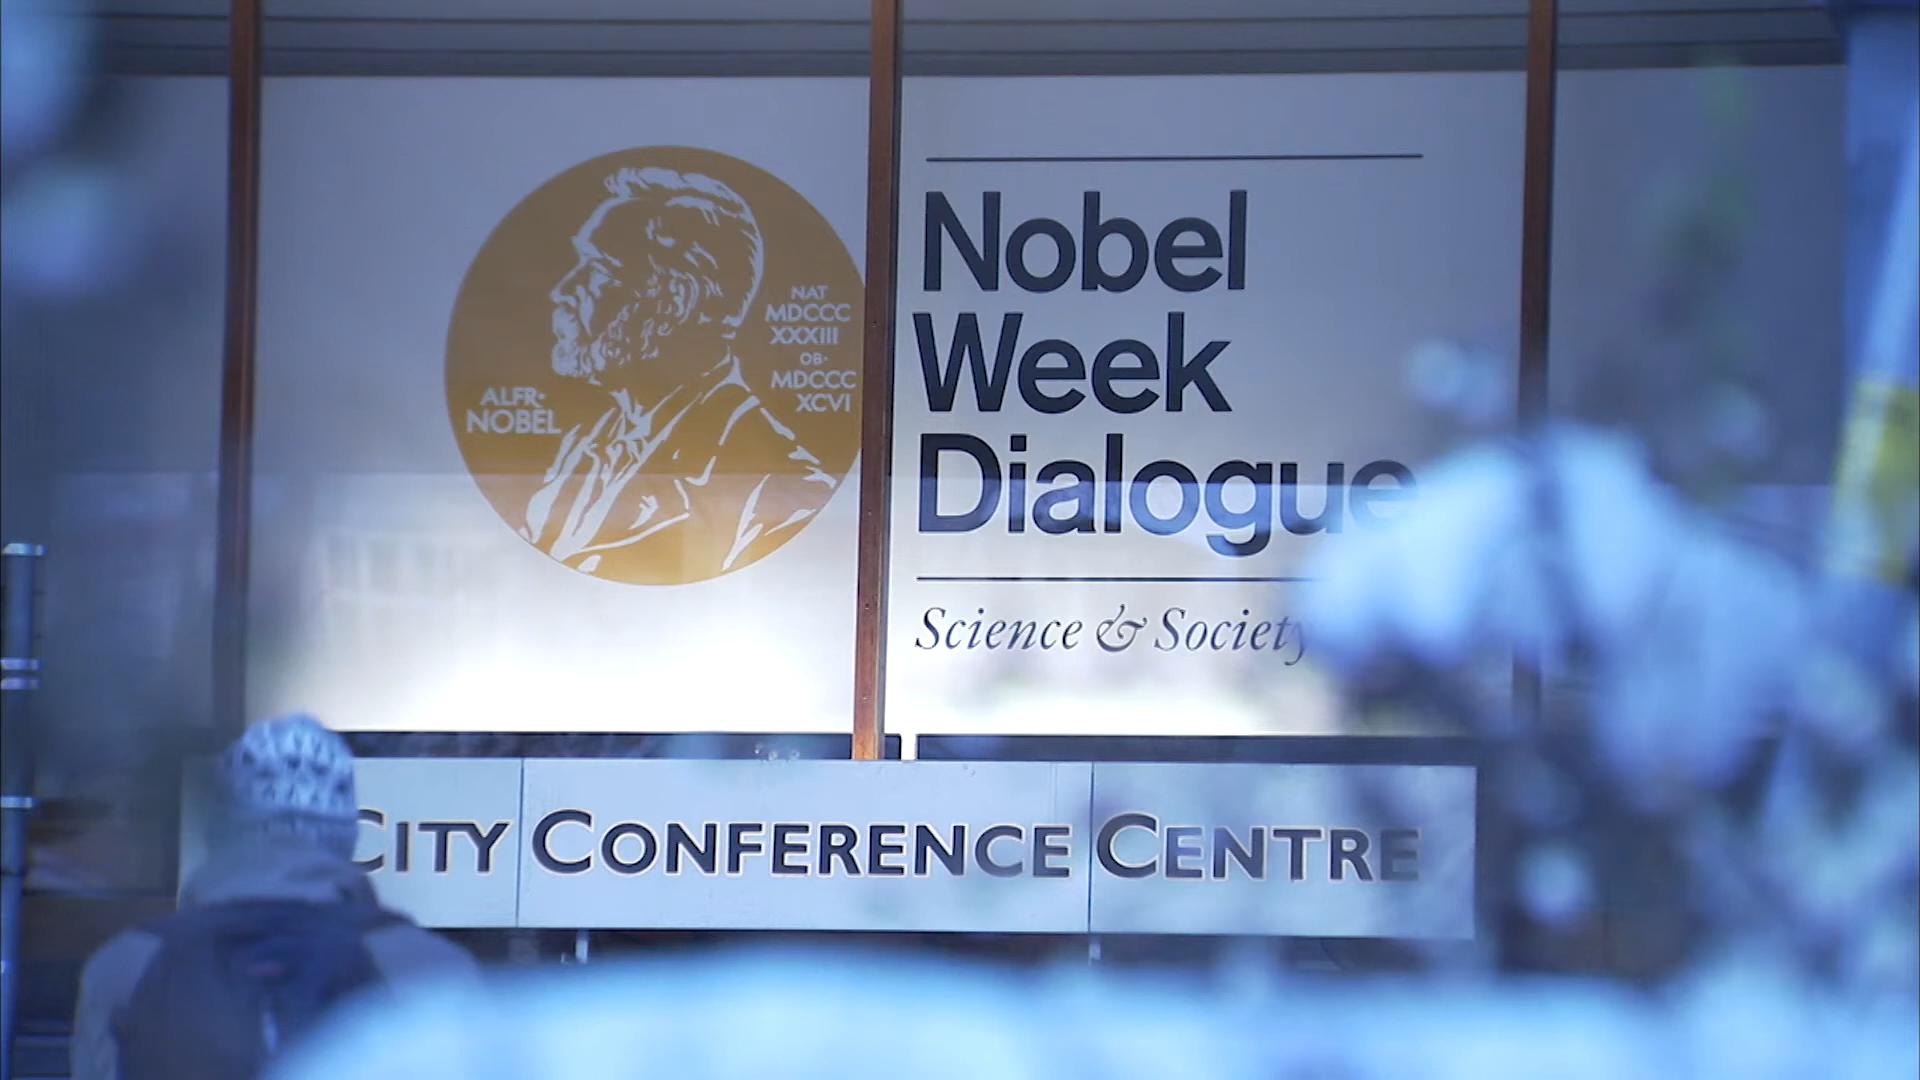 ALFR·
NOBEL
NAT
MDCCC
XXXIII
OB·
MDCCC
XCVI
Nobel
Week
Dialogue
Science & Society
CITY CONFERENCE CENTRE